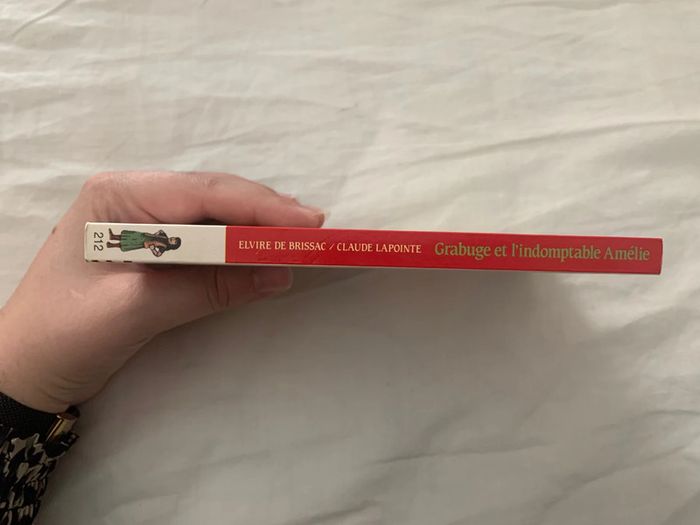 212
ELVIRE DE BRISSAC / CLAUDE LAPOINTE Grabuge et l'indomptable Amélie